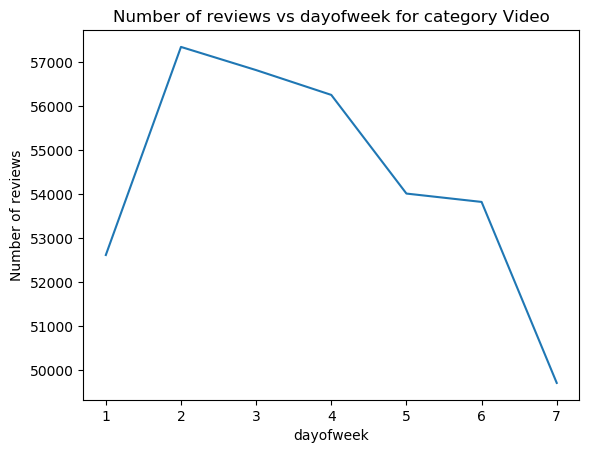 Number of reviews vs dayofweek for category Video
Number of reviews
57000
56000
55000
54000
53000
52000
51000
50000
1 2 3 4 5 6 7
dayofweek